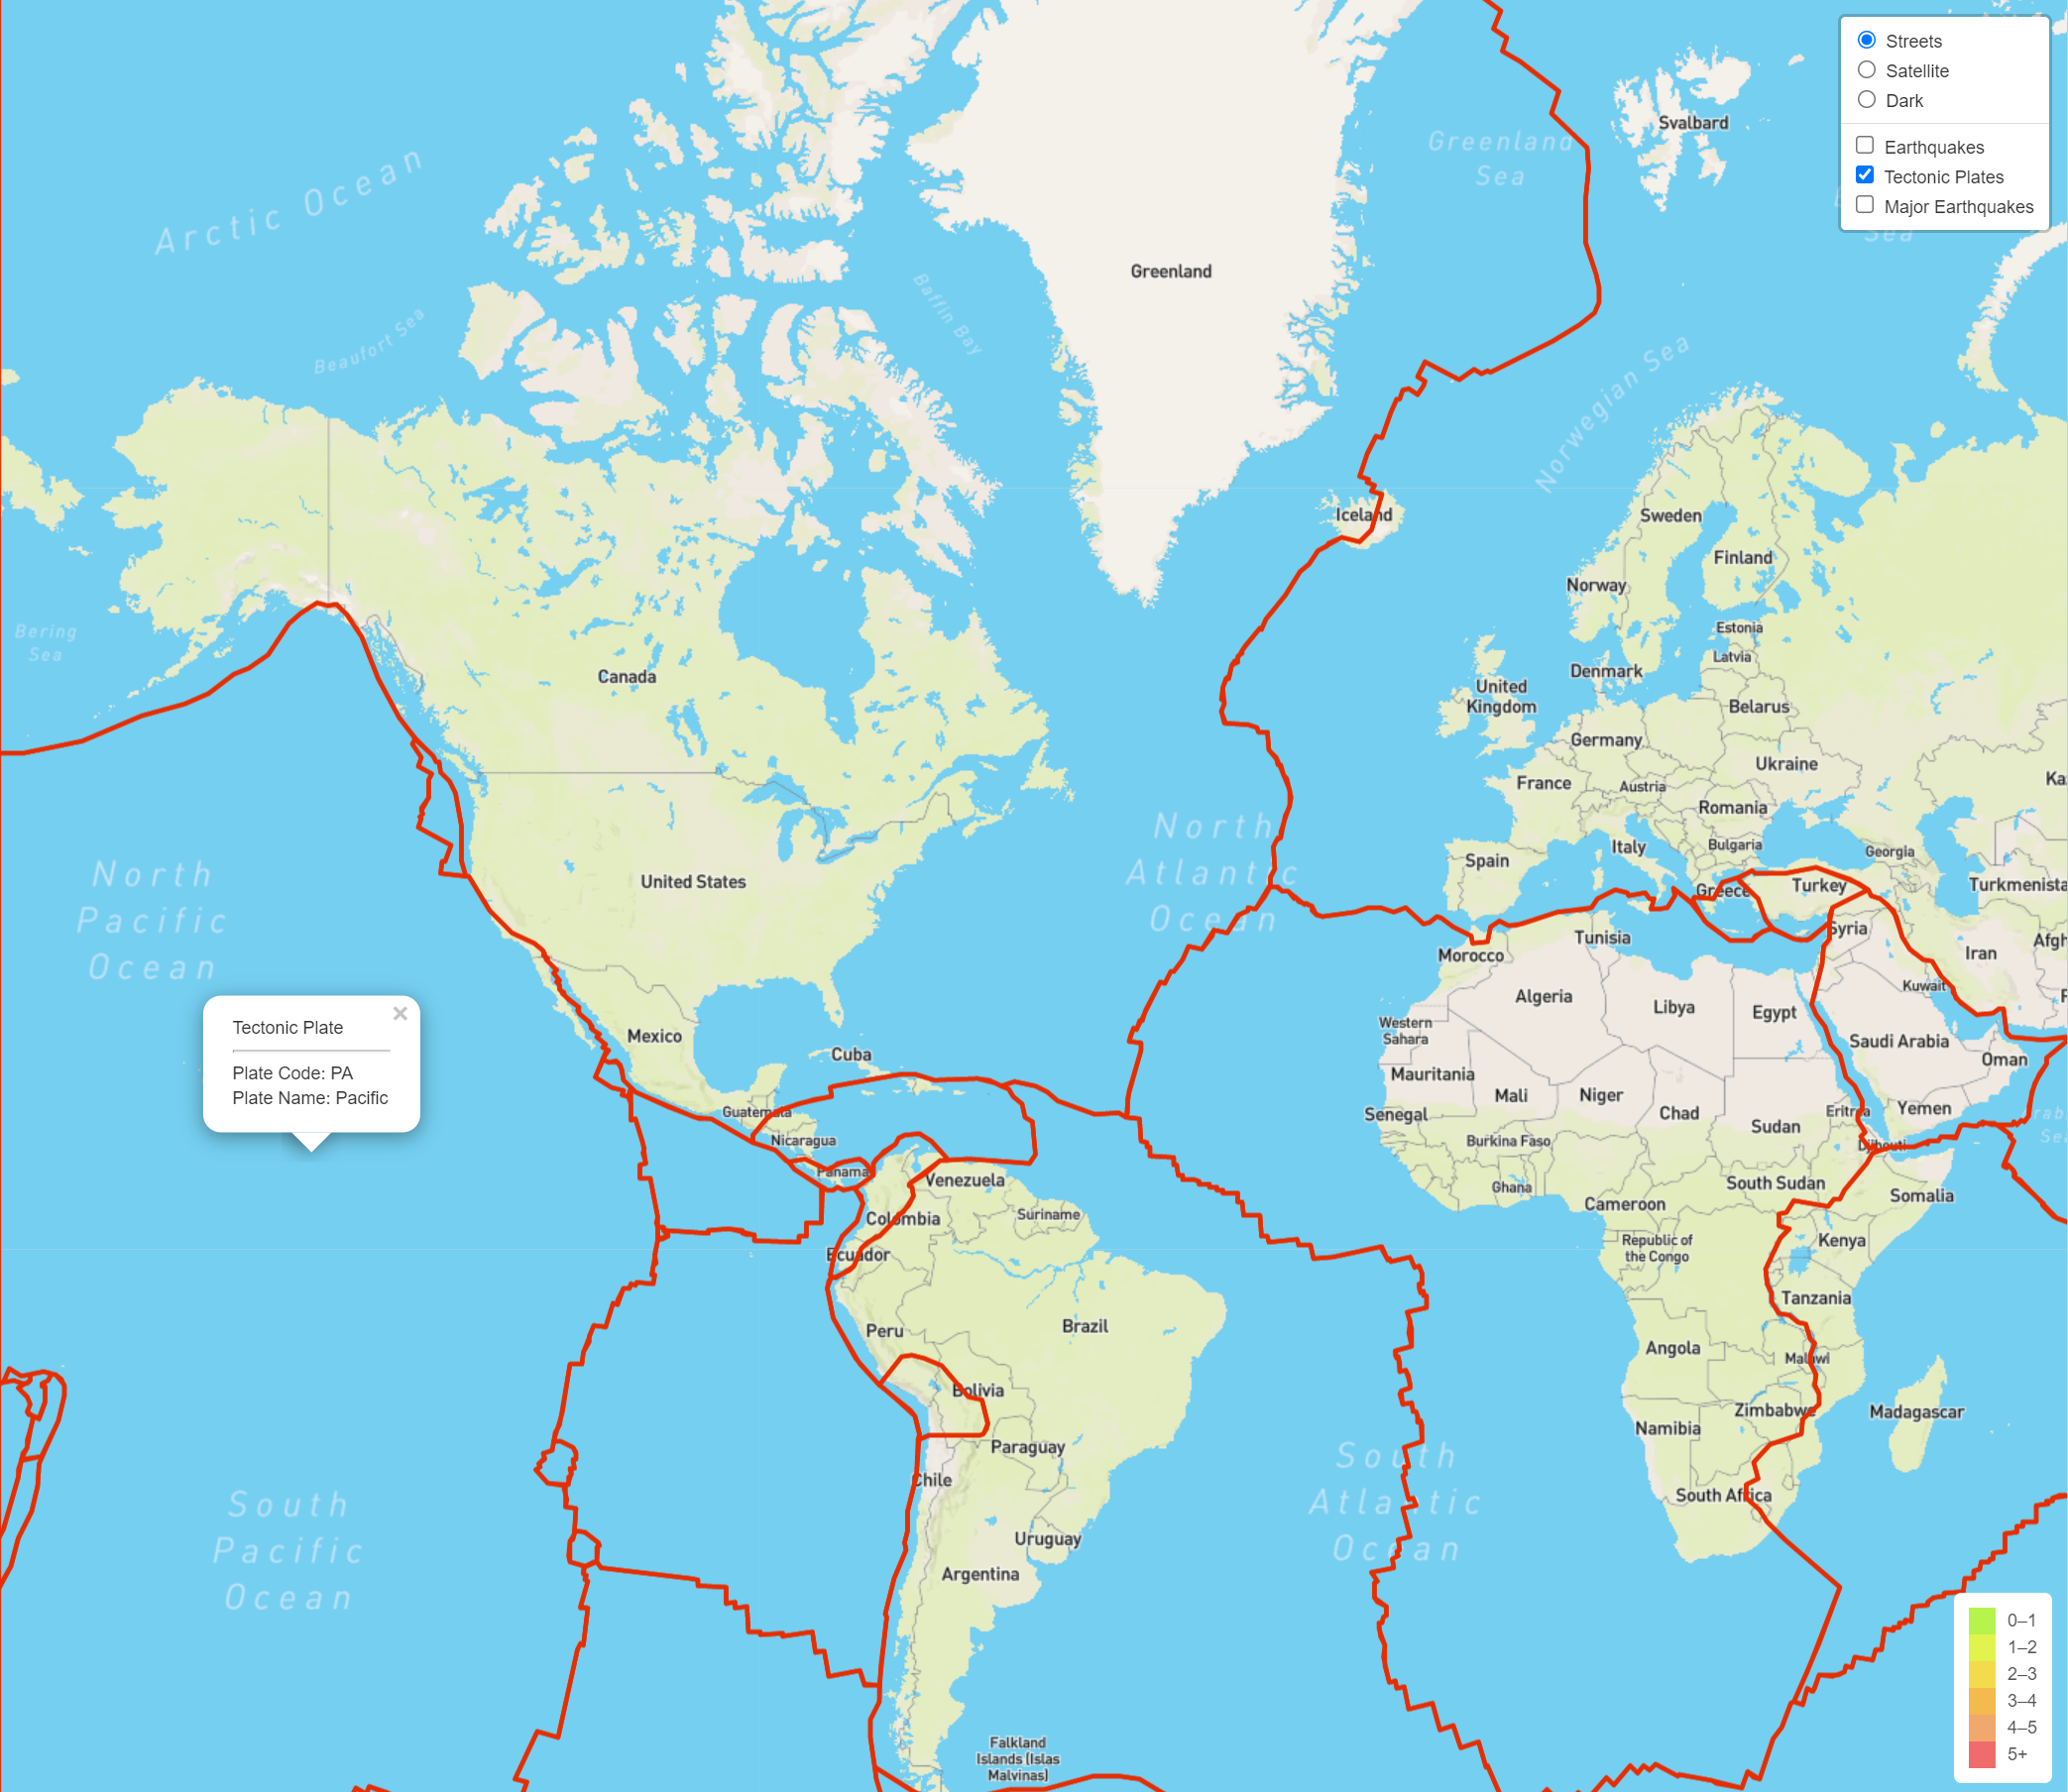 Streets
Satellite
Dark
Earthquakes
Tectonic Plates
Major Earthquakes
Sea
Arctic Ocean
Beaufort Sea
Baffin Bay
Greenland
Greenland
Sea
Svalbard
Norwegian Sea
Iceland
Sweden
Finland
Norway
Estonia
Latvia
Denmark
Belarus
United
Kingdom
Germany
Ukraine
France
Austria
Romania
Italy
Bulgaria
Georgia
Spain
Greece
Turkey
Turkmenista
Ka
Bering
Sea
Canada
United States
North
Pacific
Ocean
North
Atlantic
Ocean
Tectonic Plate
×
Plate Code: PA
Plate Name: Pacific
Mexico
Cuba
Guatemala
Nicaragua
Panama
Venezuela
Suriname
Colombia
Ecuador
Peru
Brazil
Bolivia
Paraguay
Chile
Uruguay
Argentina
Falkland
Islands (Islas
Malvinas)
South
Pacific
Ocean
South
Atlantic
Ocean
Morocco
Tunisia
Syria
Iran
Afgh
Algeria
Libya
Egypt
Kuwait
Western
Sahara
Saudi Arabia
Oman
Mauritania
Mali
Niger
Chad
Sudan
Eritrea
Yemen
Senegal
Burkina Faso
Djibouti
Ghana
Cameroon
South Sudan
Somalia
Republic of
the Congo
Kenya
Tanzania
Angola
Malawi
Zimbabwe
Namibia
Madagascar
South Africa
0–1
1–2
2–3
3–4
4–5
5+